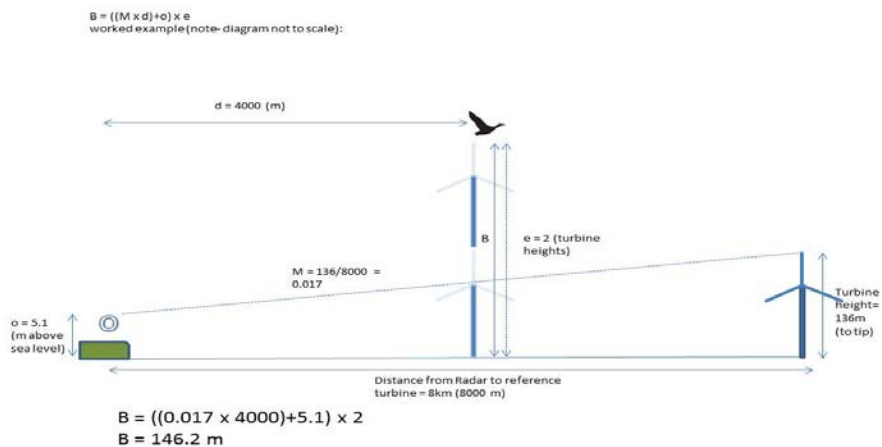 B = ((M x d)+o) x e
worked example (note- diagram not to scale):
d = 4000 (m)
B
e = 2 (turbine
heights)
M = 136/8000 =
0.017
o = 5.1
(m above
sea level)
O
Turbine
height=
136m
(to tip)
Distance from Radar to reference
turbine = 8km (8000 m)
B = ((0.017 x 4000)+5.1) x 2
B = 146.2 m